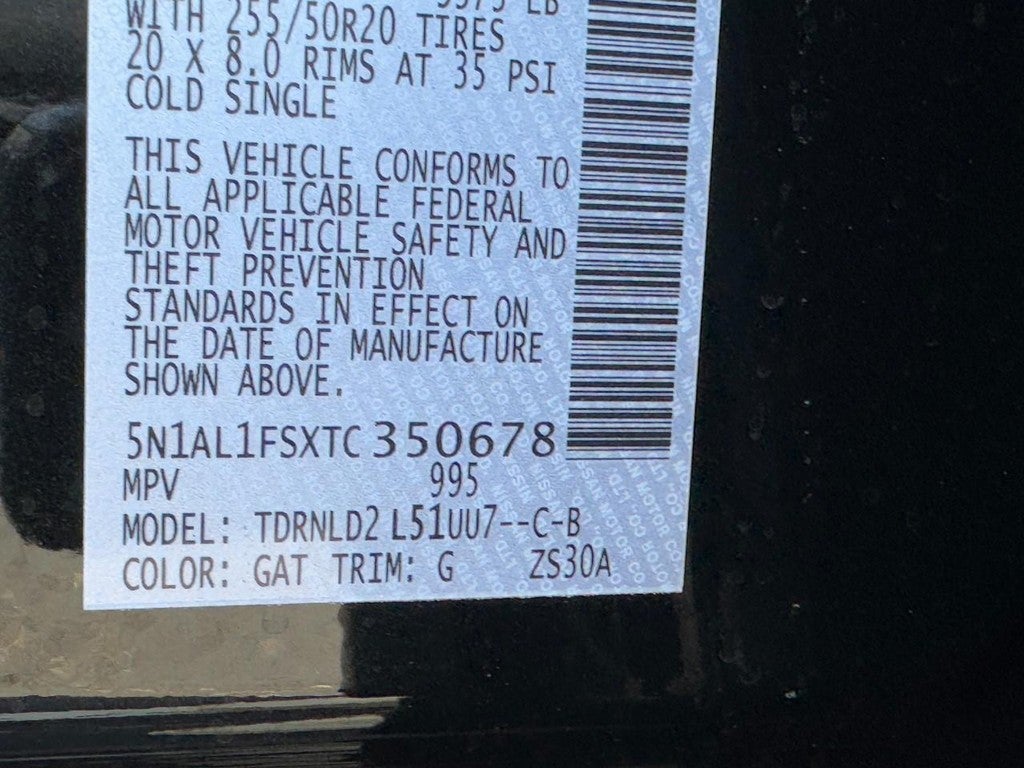 LB
WITH 255/50R20 TIRES
20 X 8.0 RIMS AT 35 PSI
COLD SINGLE
THIS VEHICLE CONFORMS TO
ALL APPLICABLE FEDERAL
MOTOR VEHICLE SAFETY AND
THEFT PREVENTION
STANDARDS IN EFFECT ON
THE DATE OF MANUFACTURE
SHOWN ABOVE.
5N1AL1FSXTC350678
MPV 995
MODEL: TDRNLD2 L51UU7--C-B
COLOR: GAT TRIM: G ZS30A